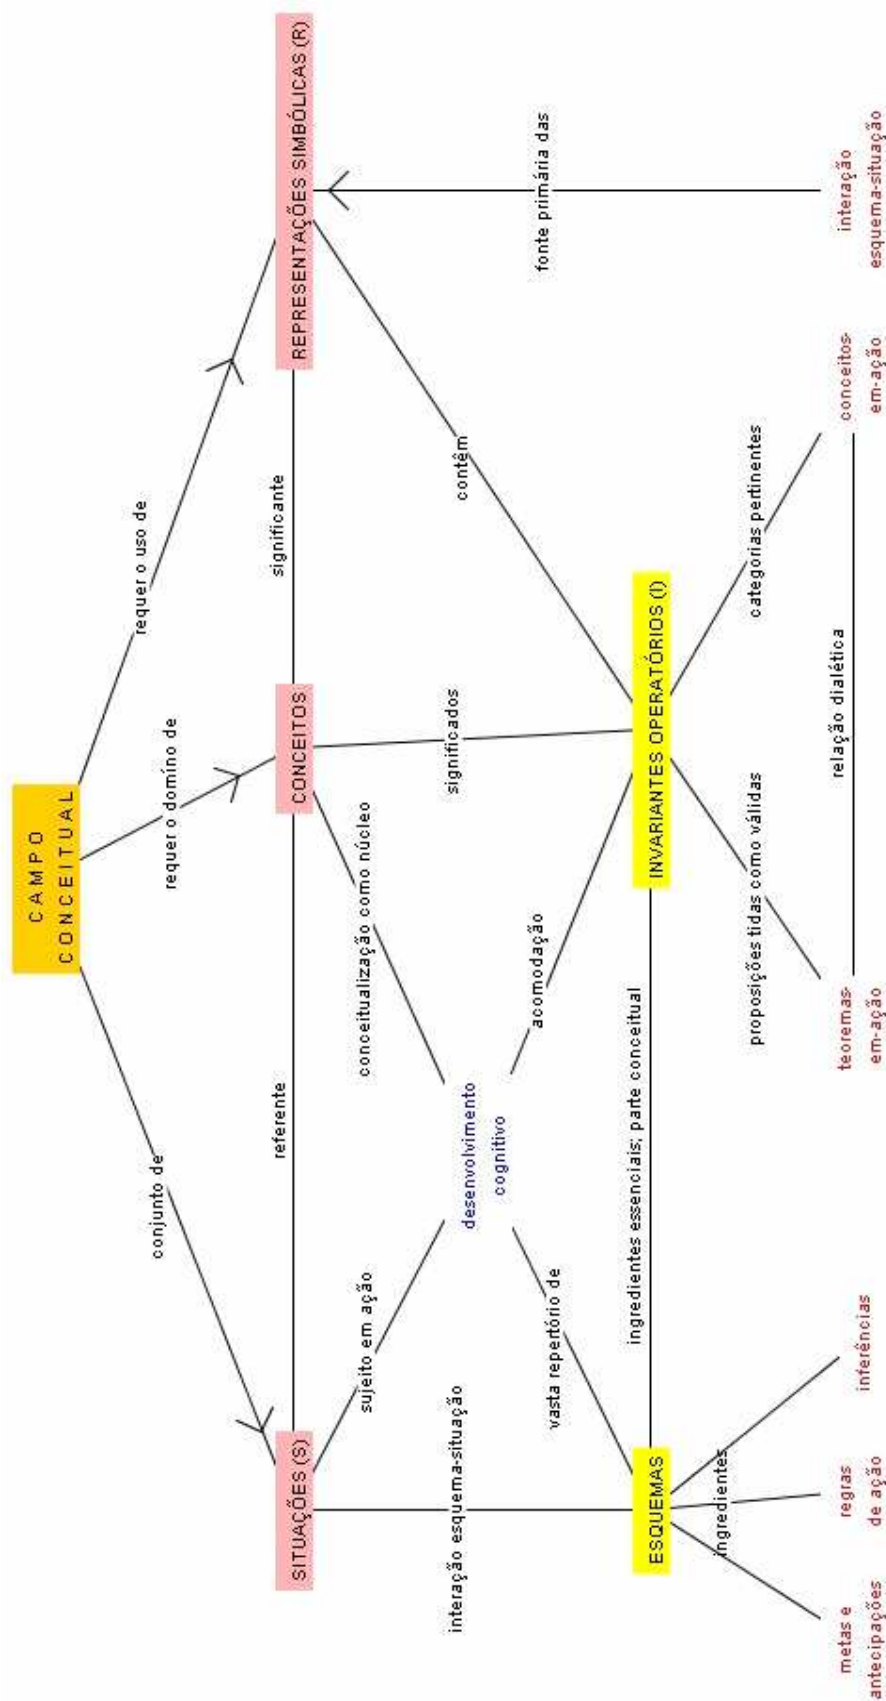 CAMPO
CONCEITUAL
conjunto de
requer o domíno de
requer o uso de
SITUAÇÕES (S)
referente
CONCEITOS
significante
REPRESENTAÇÕES SIMBÓLICAS (R)
sujeito em ação
conceitualização como núcleo
interação esquema-situação
desenvolvimento
cognitivo
significados
contêm
fonte primária das
vasta repertório de
acomodação
ESQUEMAS
ingredientes essenciais; parte conceitual
INVARIANTES OPERATÓRIOS (I)
ingredientes
proposições tidas como válidas
categorias pertinentes
relação dialética
metas e
antecipações
regras
de ação
inferências
teoremas-
em-ação
conceitos-
em-ação
interação
esquema-situação